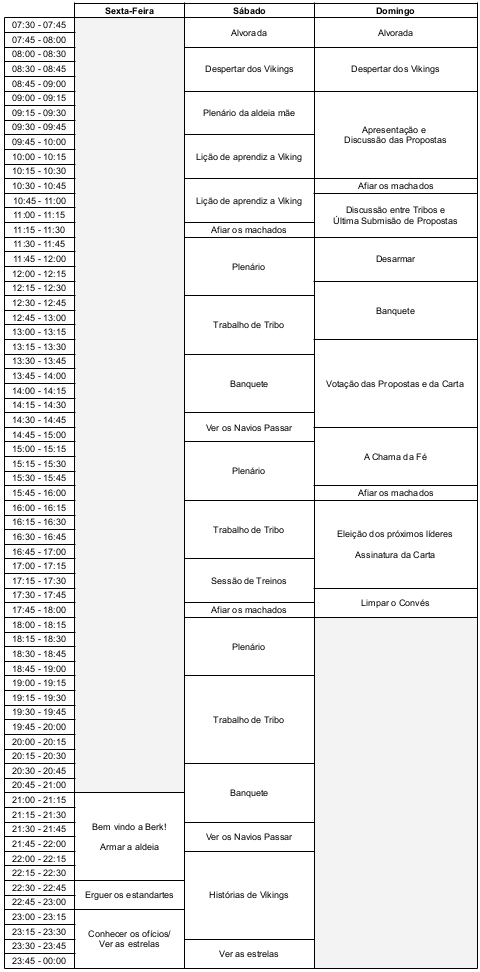 Sexta-Feira Sábado Domingo
07:30 - 07:45 Alvorada Alvorada
07:45 - 08:00
08:00 - 08:30
08:30 - 08:45 Despertar dos Vikings Despertar dos Vikings
08:45 - 09:00
09:00 - 09:15
09:15 - 09:30 Plenário da aldeia mãe
09:30 - 09:45 Apresentação e
09:45 - 10:00 Discussão das Propostas
10:00 - 10:15 Lição de aprendiz a Viking
10:15 - 10:30
10:30 - 10:45 Afiar os machados
10:45 - 11:00 Lição de aprendiz a Viking Discussão entre Tribos e
11:00 - 11:15 Última Submisão de Propostas
11:15 - 11:30 Afiar os machados
11:30 - 11:45
11:45 - 12:00 Plenário Desarmar
12:00 - 12:15
12:15 - 12:30
12:30 - 12:45 Banquete
12:45 - 13:00 Trabalho de Tribo
13:00 - 13:15
13:15 - 13:30
13:30 - 13:45
13:45 - 14:00 Banquete Votação das Propostas e da Carta
14:00 - 14:15
14:15 - 14:30
14:30 - 14:45 Ver os Navios Passar
14:45 - 15:00
15:00 - 15:15 A Chama da Fé
15:15 - 15:30 Plenário
15:30 - 15:45
15:45 - 16:00 Afiar os machados
16:00 - 16:15
16:15 - 16:30 Trabalho de Tribo Eleição dos próximos líderes
16:30 - 16:45
16:45 - 17:00 Assinatura da Carta
17:00 - 17:15
17:15 - 17:30 Sessão de Treinos
17:30 - 17:45 Limpar o Convés
17:45 - 18:00 Afiar os machados
18:00 - 18:15
18:15 - 18:30 Plenário
18:30 - 18:45
18:45 - 19:00
19:00 - 19:15
19:15 - 19:30
19:30 - 19:45 Trabalho de Tribo
19:45 - 20:00
20:00 - 20:15
20:15 - 20:30
20:30 - 20:45
20:45 - 21:00 Banquete
21:00 - 21:15
21:15 - 21:30
21:30 - 21:45 Bem vindo a Berk! Ver os Navios Passar
21:45 - 22:00 Armar a aldeia
22:00 - 22:15
22:15 - 22:30
22:30 - 22:45 Erguer os estandartes Histórias de Vikings
22:45 - 23:00
23:00 - 23:15
23:15 - 23:30 Conhecer os ofícios/
23:30 - 23:45 Ver as estrelas Ver as estrelas
23:45 - 00:00